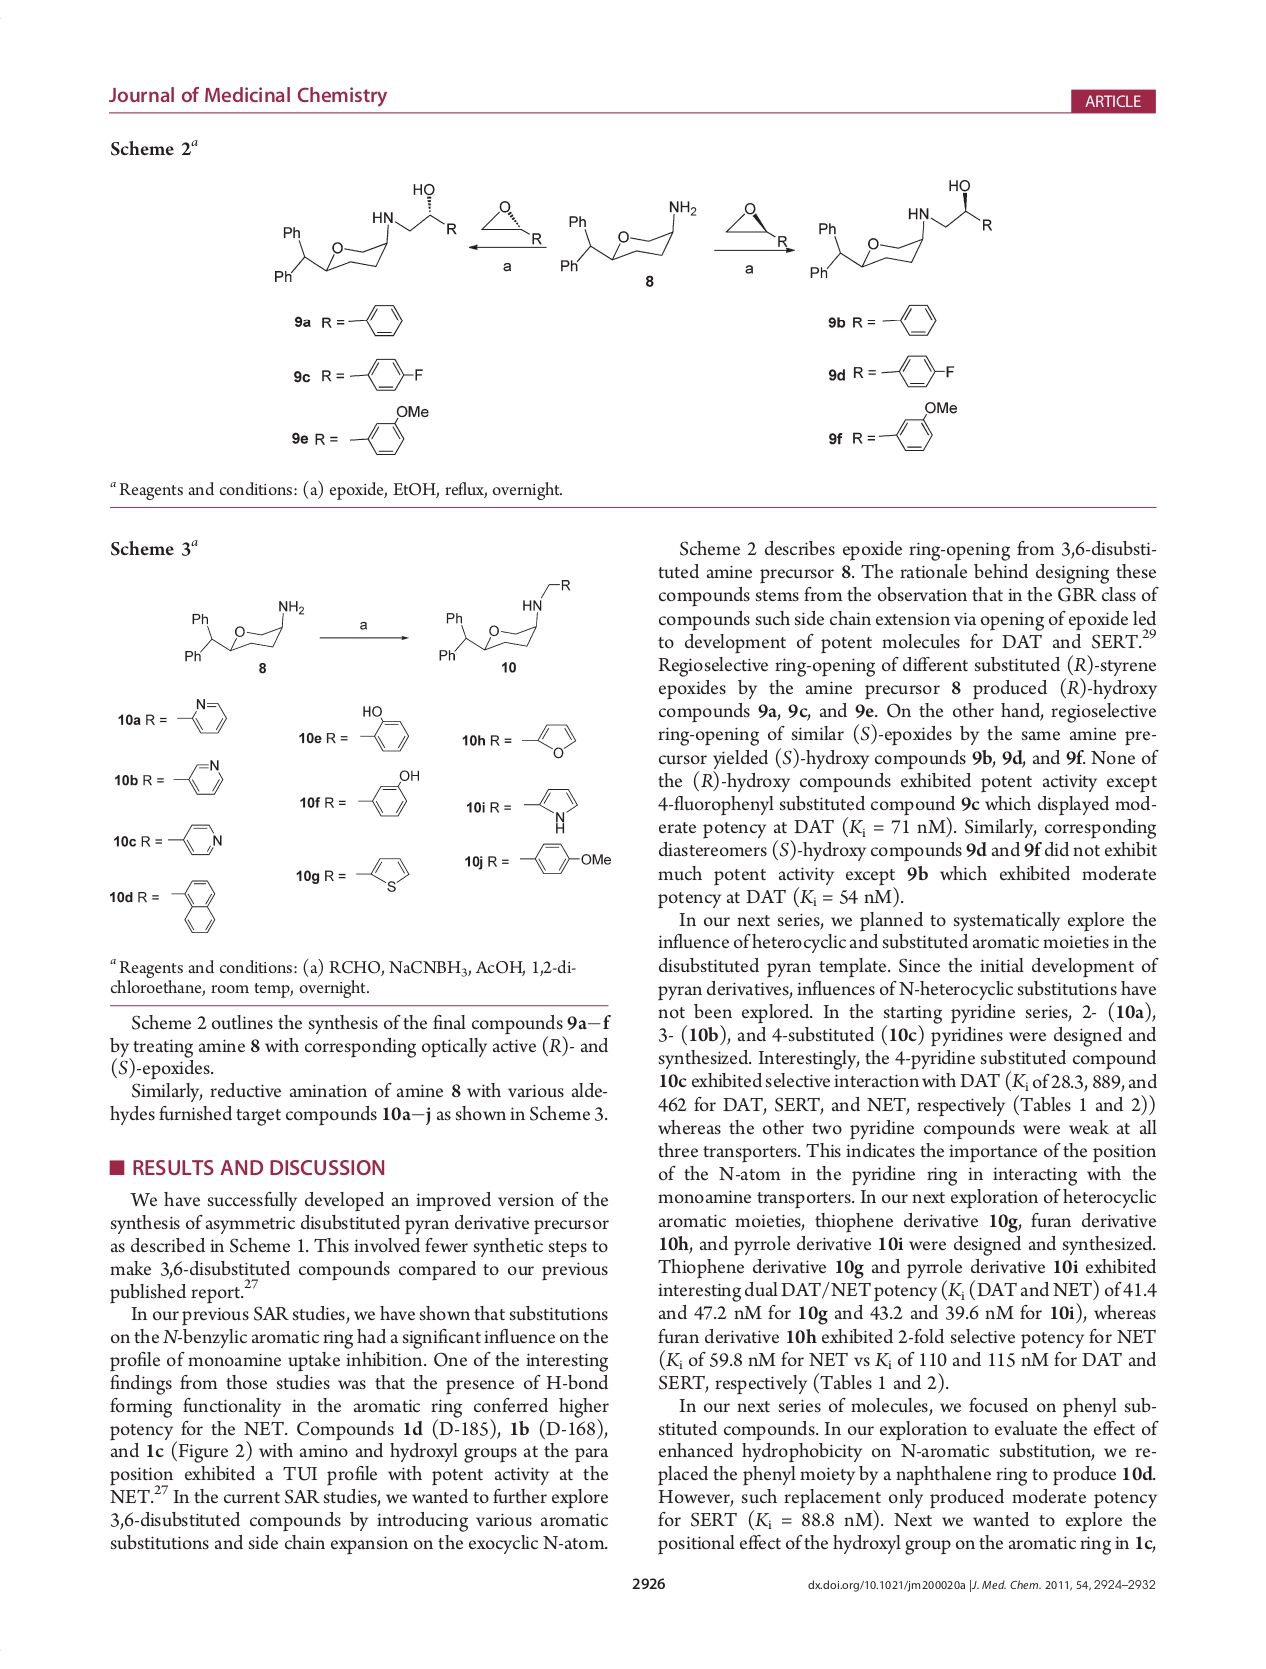 Journal of Medicinal Chemistry
ARTICLE
Scheme 2a
HO
HN
R
Ph
O
Ph
O
R
a
NH2
Ph
O
Ph
8
O
R
a
HO
HN
R
Ph
O
Ph
9a R =
9b R =
9c R = F
9d R = F
9e R = OMe
9f R = OMe
a Reagents and conditions: (a) epoxide, EtOH, reflux, overnight.
Scheme 3a
NH2
Ph
O
Ph
8
a
R
HN
Ph
O
Ph
10
10a R = N
10b R = N
10c R = N
10d R =
10e R = HO
10f R = OH
10g R = S
10h R = O
10i R = N H
10j R = OMe
a Reagents and conditions: (a) RCHO, NaCNBH3, AcOH, 1,2-di-
chloroethane, room temp, overnight.
Scheme 2 outlines the synthesis of the final compounds 9a−f
by treating amine 8 with corresponding optically active (R)- and
(S)-epoxides.
Similarly, reductive amination of amine 8 with various alde-
hydes furnished target compounds 10a−j as shown in Scheme 3.
■ RESULTS AND DISCUSSION
We have successfully developed an improved version of the
synthesis of asymmetric disubstituted pyran derivative precursor
as described in Scheme 1. This involved fewer synthetic steps to
make 3,6-disubstituted compounds compared to our previous
published report.27
In our previous SAR studies, we have shown that substitutions
on the N-benzylic aromatic ring had a significant influence on the
profile of monoamine uptake inhibition. One of the interesting
findings from those studies was that the presence of H-bond
forming functionality in the aromatic ring conferred higher
potency for the NET. Compounds 1d (D-185), 1b (D-168),
and 1c (Figure 2) with amino and hydroxyl groups at the para
position exhibited a TUI profile with potent activity at the
NET.27 In the current SAR studies, we wanted to further explore
3,6-disubstituted compounds by introducing various aromatic
substitutions and side chain expansion on the exocyclic N-atom.
Scheme 2 describes epoxide ring-opening from 3,6-disubsti-
tuted amine precursor 8. The rationale behind designing these
compounds stems from the observation that in the GBR class of
compounds such side chain extension via opening of epoxide led
to development of potent molecules for DAT and SERT.29
Regioselective ring-opening of different substituted (R)-styrene
epoxides by the amine precursor 8 produced (R)-hydroxy
compounds 9a, 9c, and 9e. On the other hand, regioselective
ring-opening of similar (S)-epoxides by the same amine pre-
cursor yielded (S)-hydroxy compounds 9b, 9d, and 9f. None of
the (R)-hydroxy compounds exhibited potent activity except
4-fluorophenyl substituted compound 9c which displayed mod-
erate potency at DAT (Ki = 71 nM). Similarly, corresponding
diastereomers (S)-hydroxy compounds 9d and 9f did not exhibit
much potent activity except 9b which exhibited moderate
potency at DAT (Ki = 54 nM).
In our next series, we planned to systematically explore the
influence of heterocyclic and substituted aromatic moieties in the
disubstituted pyran template. Since the initial development of
pyran derivatives, influences of N-heterocyclic substitutions have
not been explored. In the starting pyridine series, 2- (10a),
3- (10b), and 4-substituted (10c) pyridines were designed and
synthesized. Interestingly, the 4-pyridine substituted compound
10c exhibited selective interaction with DAT (Ki of 28.3, 889, and
462 for DAT, SERT, and NET, respectively (Tables 1 and 2))
whereas the other two pyridine compounds were weak at all
three transporters. This indicates the importance of the position
of the N-atom in the pyridine ring in interacting with the
monoamine transporters. In our next exploration of heterocyclic
aromatic moieties, thiophene derivative 10g, furan derivative
10h, and pyrrole derivative 10i were designed and synthesized.
Thiophene derivative 10g and pyrrole derivative 10i exhibited
interesting dual DAT/NET potency (Ki (DAT and NET) of 41.4
and 47.2 nM for 10g and 43.2 and 39.6 nM for 10i), whereas
furan derivative 10h exhibited 2-fold selective potency for NET
(Ki of 59.8 nM for NET vs Ki of 110 and 115 nM for DAT and
SERT, respectively (Tables 1 and 2).
In our next series of molecules, we focused on phenyl sub-
stituted compounds. In our exploration to evaluate the effect of
enhanced hydrophobicity on N-aromatic substitution, we re-
placed the phenyl moiety by a naphthalene ring to produce 10d.
However, such replacement only produced moderate potency
for SERT (Ki = 88.8 nM). Next we wanted to explore the
positional effect of the hydroxyl group on the aromatic ring in 1c,
2926
dx.doi.org/10.1021/jm200020a |J. Med. Chem. 2011, 54, 2924–2932